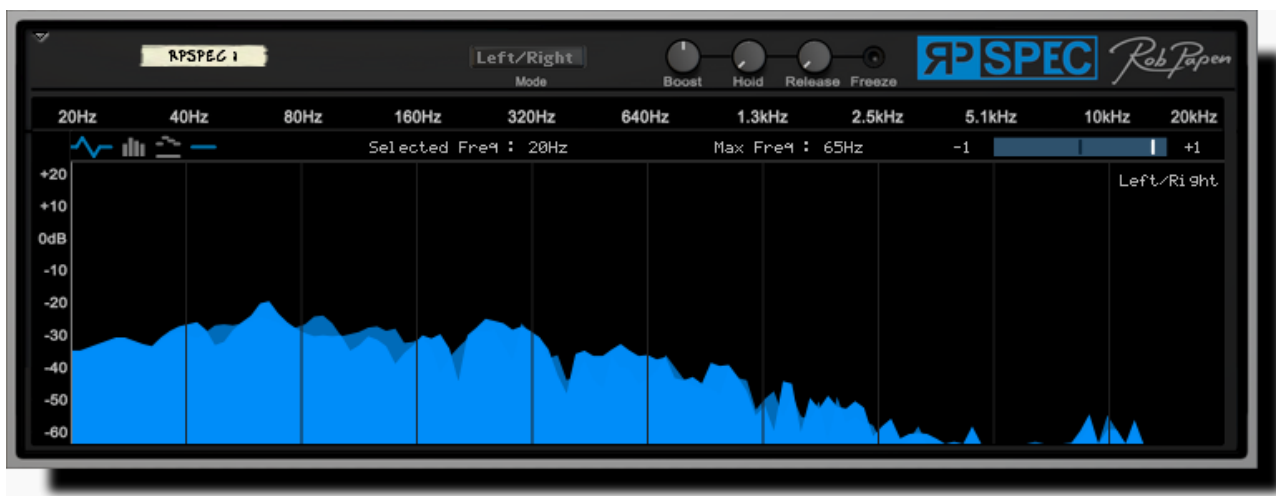 RPSPEC 1
Left/Right
Mode
Boost
Hold
Release
Freeze
RP SPEC
Rob Papen
20Hz 40Hz 80Hz 160Hz 320Hz 640Hz 1.3kHz 2.5kHz 5.1kHz 10kHz 20kHz
Selected Freq : 20Hz Max Freq : 65Hz -1 +1
Left/Right
+20
+10
0dB
-10
-20
-30
-40
-50
-60